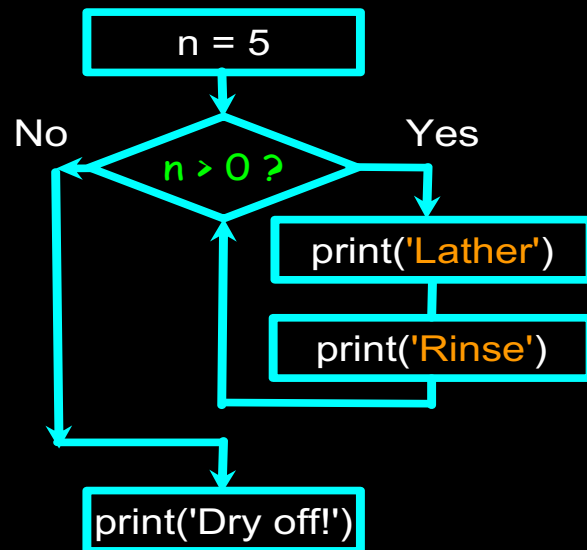 n = 5
No
Yes
n > 0 ?
print('Lather')
print('Rinse')
print('Dry off!')